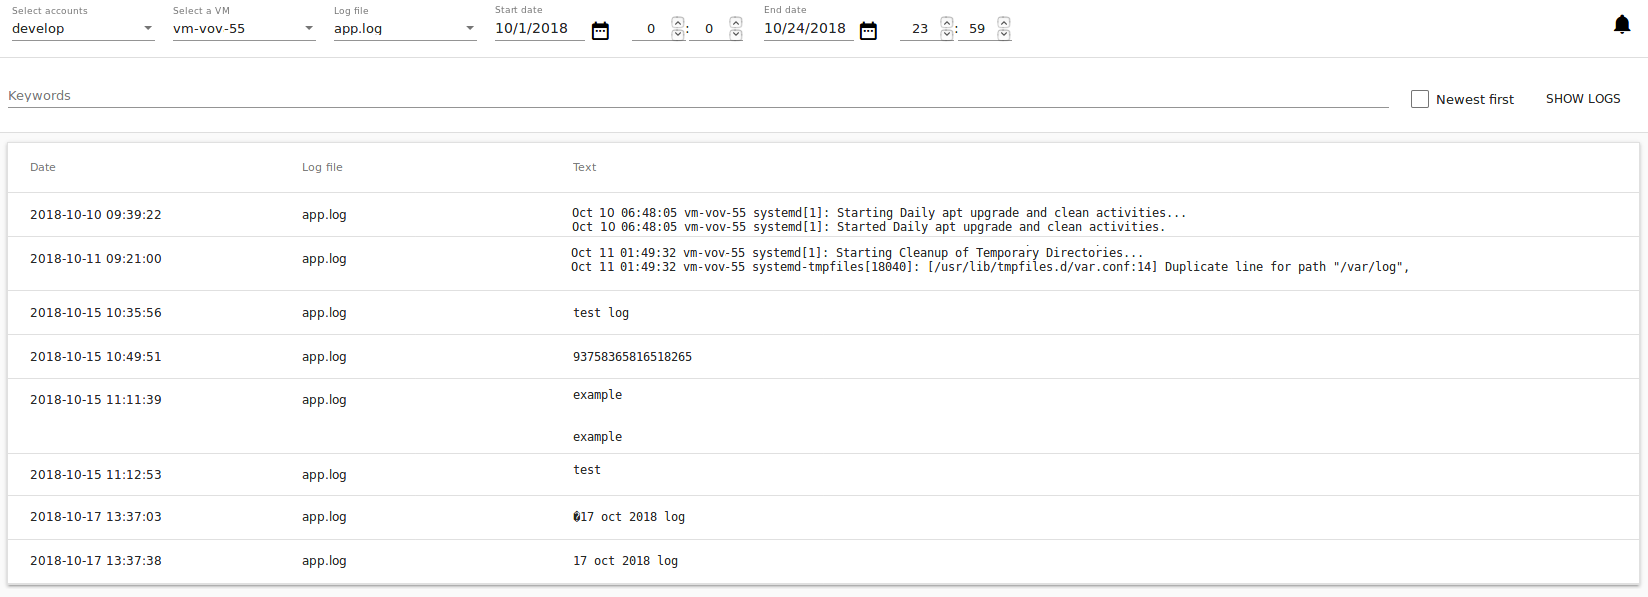 Select accounts Select a VM Log file Start date End date
develop vm-vov-55 app.log 10/1/2018 0 : 0 10/24/2018 23 : 59
Keywords Newest first SHOW LOGS
Date Log file Text
2018-10-10 09:39:22 app.log Oct 10 06:48:05 vm-vov-55 systemd[1]: Starting Daily apt upgrade and clean activities...
Oct 10 06:48:05 vm-vov-55 systemd[1]: Started Daily apt upgrade and clean activities.
2018-10-11 09:21:00 app.log Oct 11 01:49:32 vm-vov-55 systemd[1]: Starting Cleanup of Temporary Directories...
Oct 11 01:49:32 vm-vov-55 systemd-tmpfiles[18040]: [/usr/lib/tmpfiles.d/var.conf:14] Duplicate line for path "/var/log",
2018-10-15 10:35:56 app.log test log
2018-10-15 10:49:51 app.log 93758365816518265
2018-10-15 11:11:39 app.log example
example
2018-10-15 11:12:53 app.log test
2018-10-17 13:37:03 app.log �17 oct 2018 log
2018-10-17 13:37:38 app.log 17 oct 2018 log